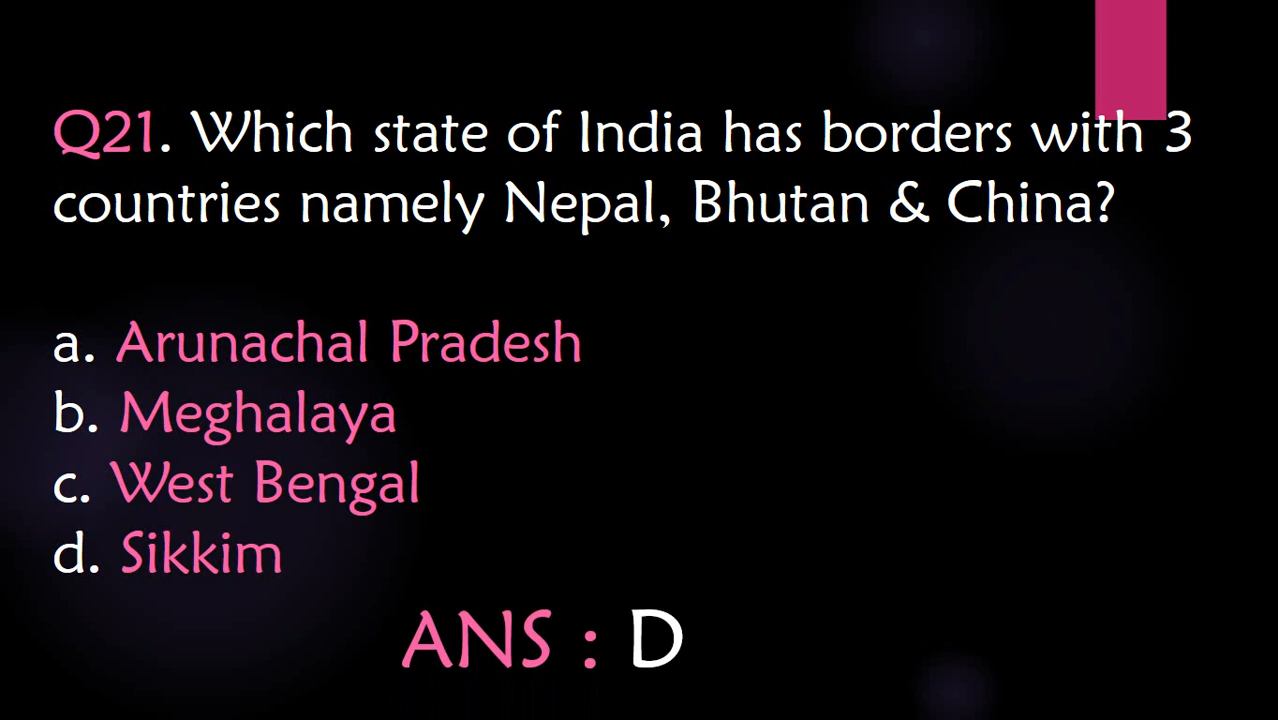 Q21. Which state of India has borders with 3
countries namely Nepal, Bhutan & China?
a. Arunachal Pradesh
b. Meghalaya
c. West Bengal
d. Sikkim
ANS : D